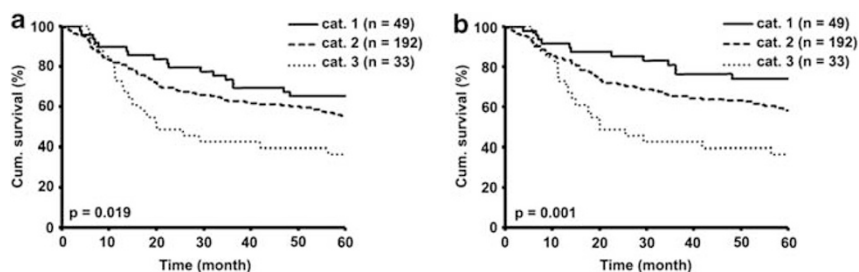 a
cat. 1 (n = 49)
cat. 2 (n = 192)
cat. 3 (n = 33)
Cum. survival (%)
100
80
60
40
20
0
p = 0.019
0 10 20 30 40 50 60
Time (month)
b
cat. 1 (n = 49)
cat. 2 (n = 192)
cat. 3 (n = 33)
Cum. survival (%)
100
80
60
40
20
0
p = 0.001
0 10 20 30 40 50 60
Time (month)